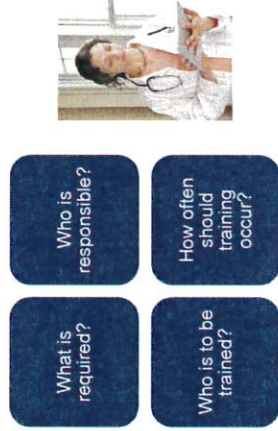 What is
required?
Who is
responsible?
Who is to be
trained?
How often
should
training
occur?